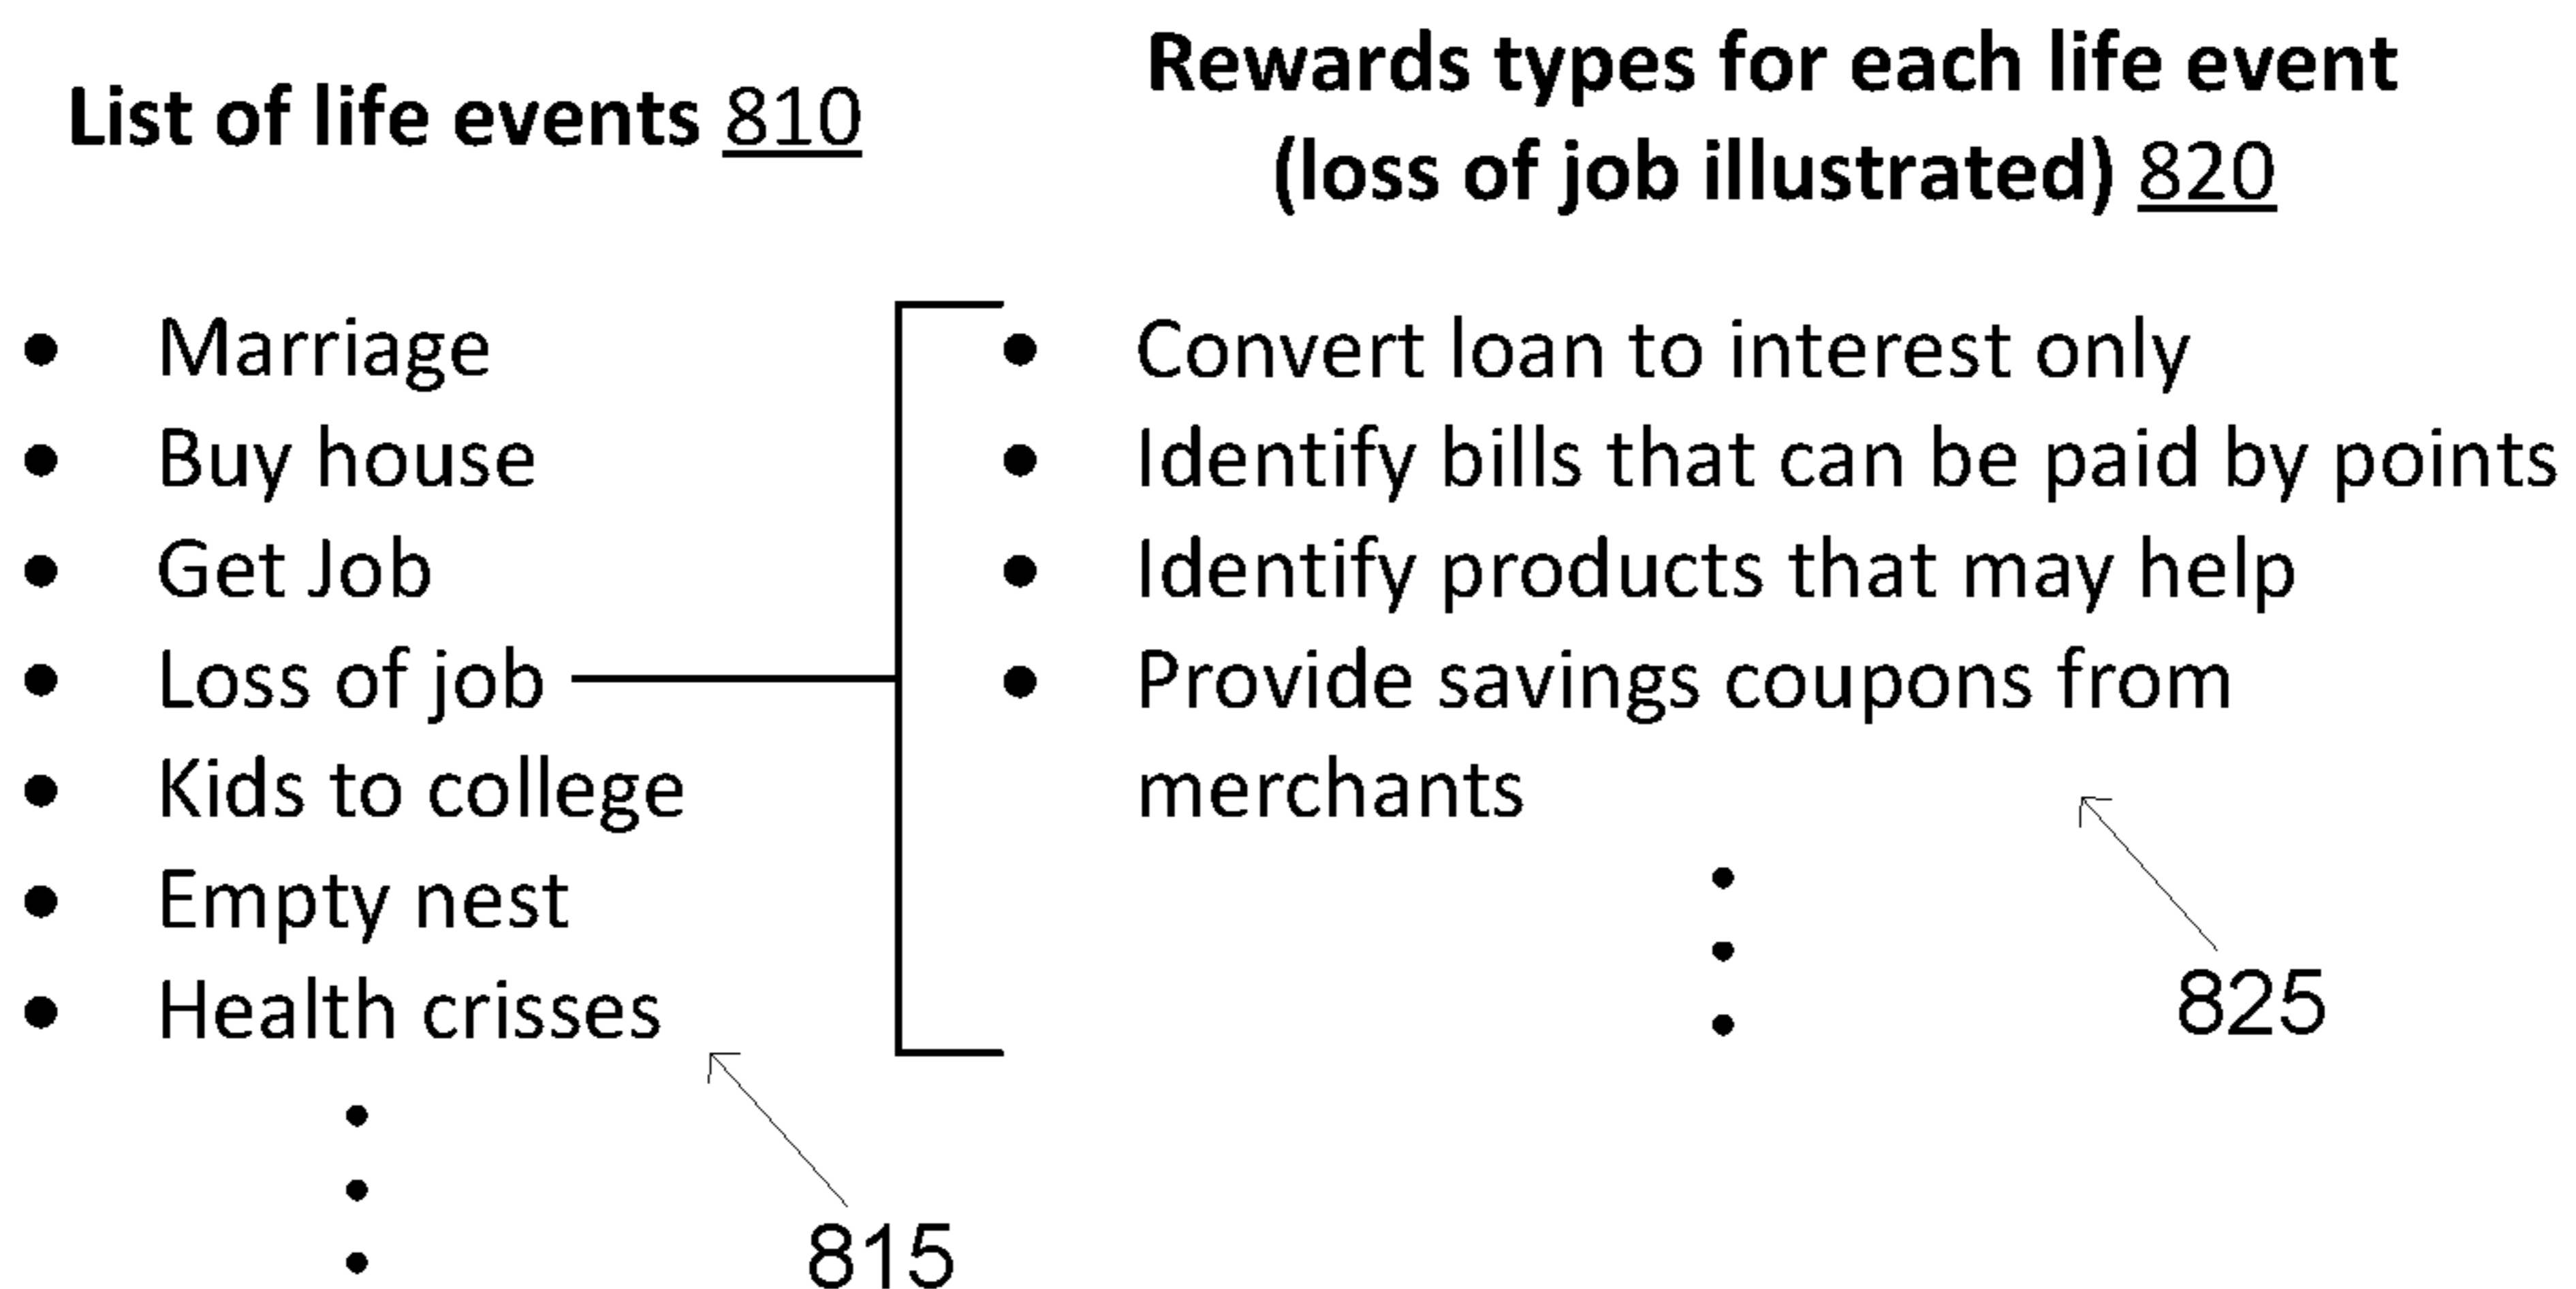 List of life events 810
Rewards types for each life event
(loss of job illustrated) 820
• Marriage
• Buy house
• Get Job
• Loss of job
• Kids to college
• Empty nest
• Health crisses
815
• Convert loan to interest only
• Identify bills that can be paid by points
• Identify products that may help
• Provide savings coupons from
merchants
825